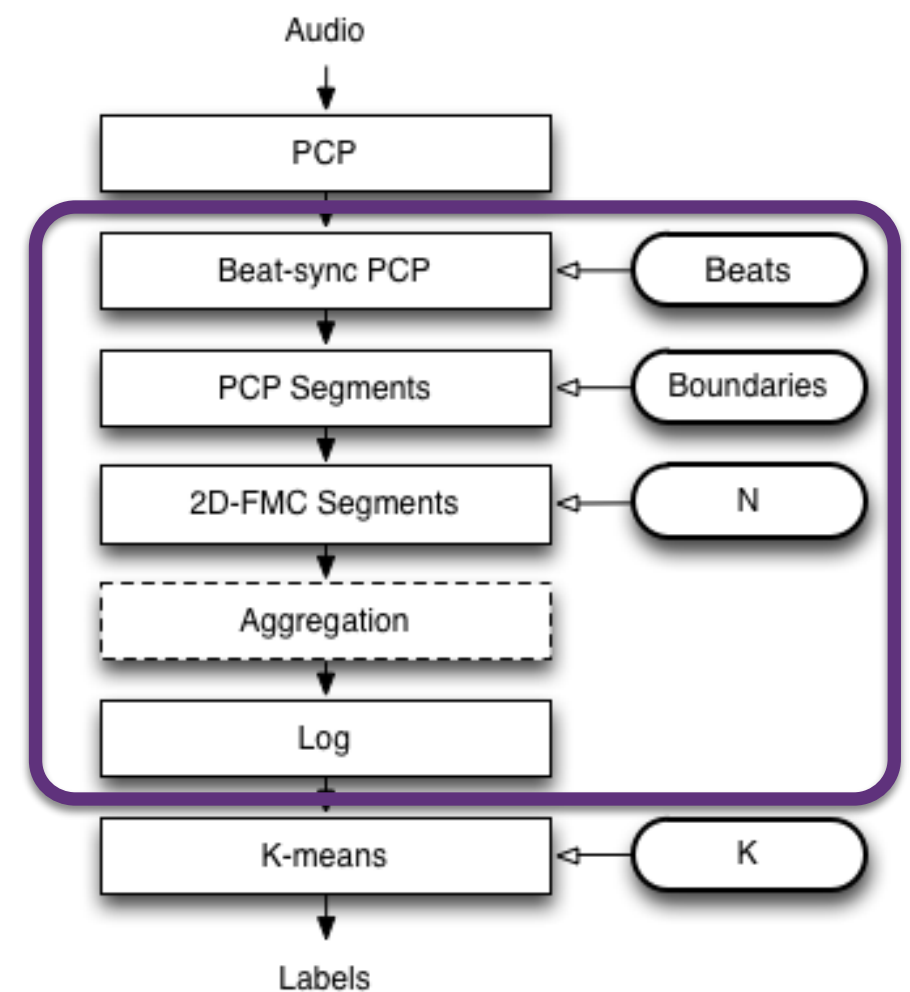 Audio
PCP
Beat-sync PCP
Beats
PCP Segments
Boundaries
2D-FMC Segments
N
Aggregation
Log
K-means
K
Labels